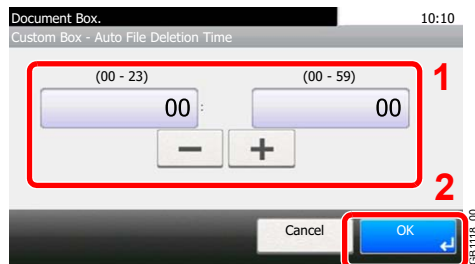 Document Box. 10:10
Custom Box - Auto File Deletion Time
(00 - 23) (00 - 59) 1
00 : 00
− +
2
Cancel OK
GB1118_00